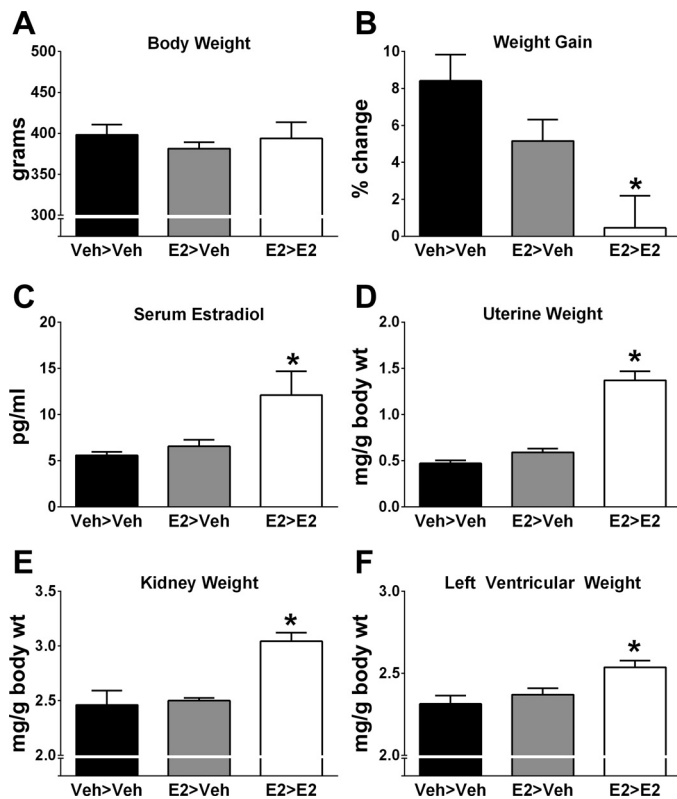 A
Body Weight
500
450
400
350
300
grams
Veh>Veh E2>Veh E2>E2
B
Weight Gain
10
8
6
4
2
0
% change
*
Veh>Veh E2>Veh E2>E2
C
Serum Estradiol
20
15
10
5
0
pg/ml
*
Veh>Veh E2>Veh E2>E2
D
Uterine Weight
2.0
1.5
1.0
0.5
0.0
mg/g body wt
*
Veh>Veh E2>Veh E2>E2
E
Kidney Weight
3.5
3.0
2.5
2.0
mg/g body wt
*
Veh>Veh E2>Veh E2>E2
F
Left Ventricular Weight
3.0
2.5
2.0
mg/g body wt
*
Veh>Veh E2>Veh E2>E2